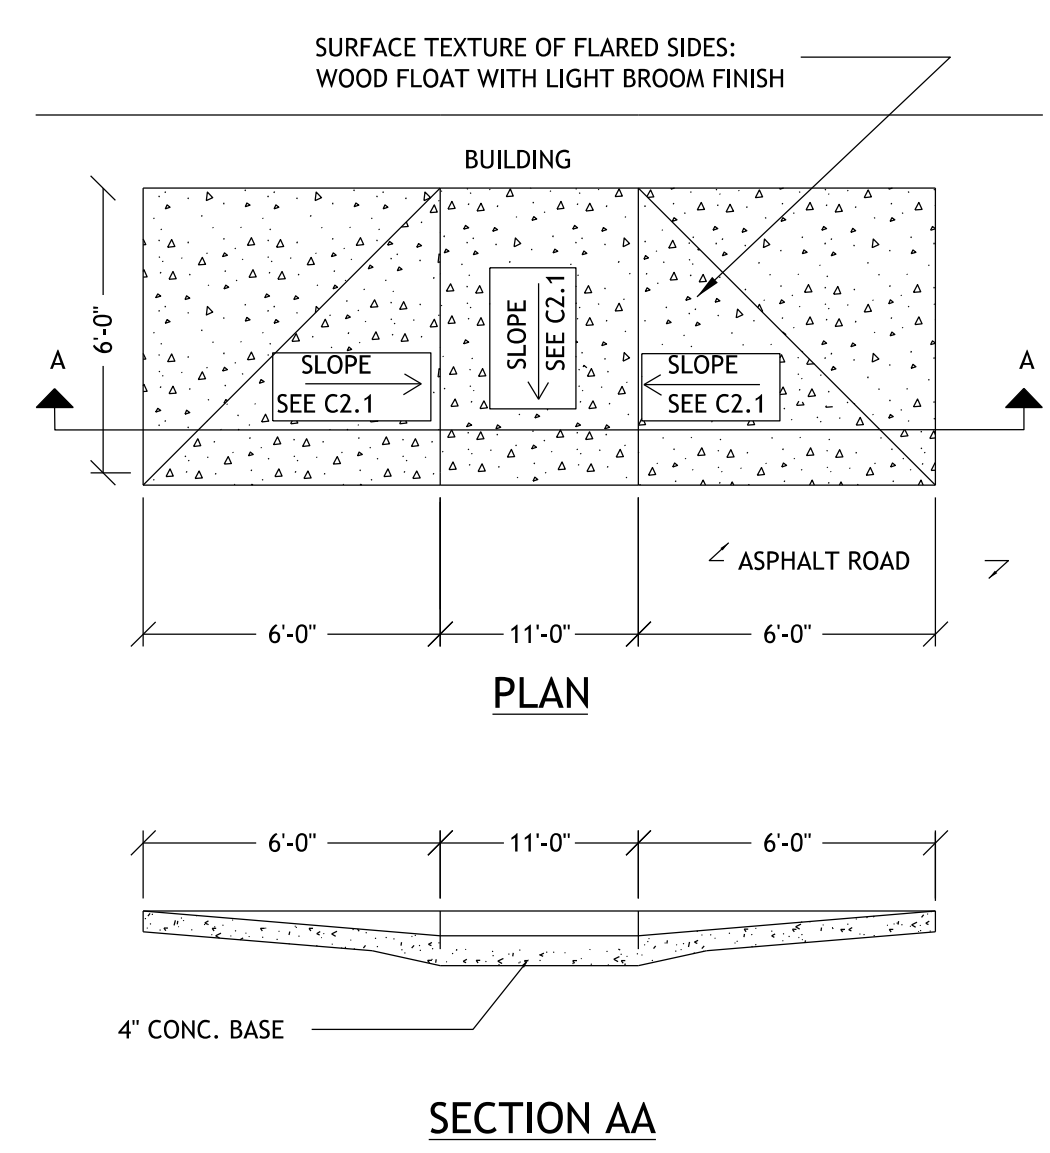 SURFACE TEXTURE OF FLARED SIDES:
WOOD FLOAT WITH LIGHT BROOM FINISH
BUILDING
6'-0"
A
A
SLOPE
SEE C2.1
SLOPE
SEE C2.1
SLOPE
SEE C2.1
ASPHALT ROAD
6'-0"
11'-0"
6'-0"
PLAN
6'-0"
11'-0"
6'-0"
4" CONC. BASE
SECTION AA